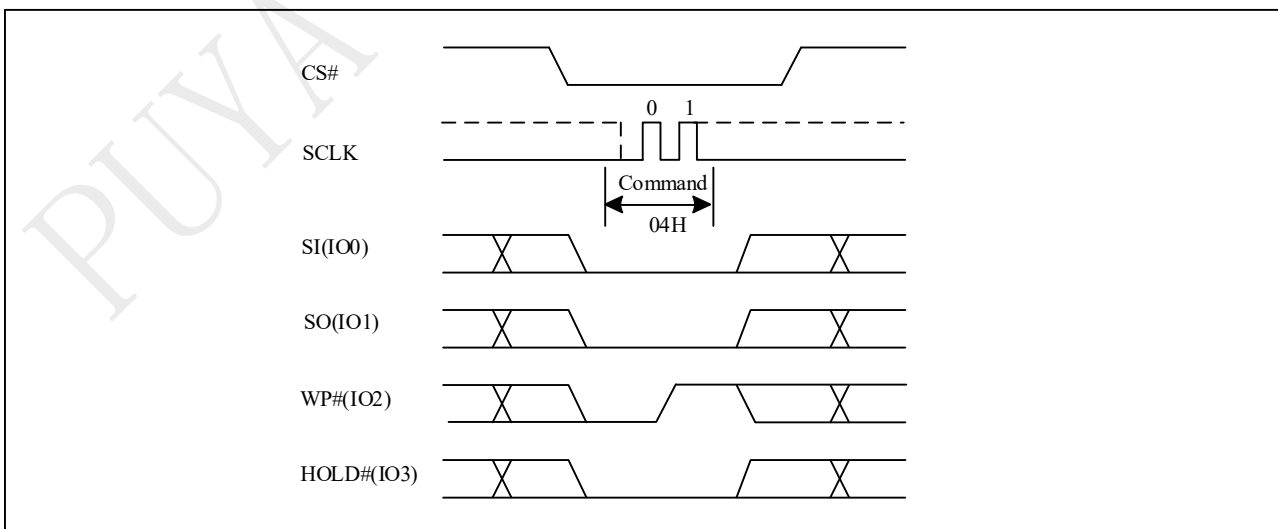 PUYA
CS#
0 1
SCLK
Command
04H
SI(IO0)
SO(IO1)
WP#(IO2)
HOLD#(IO3)